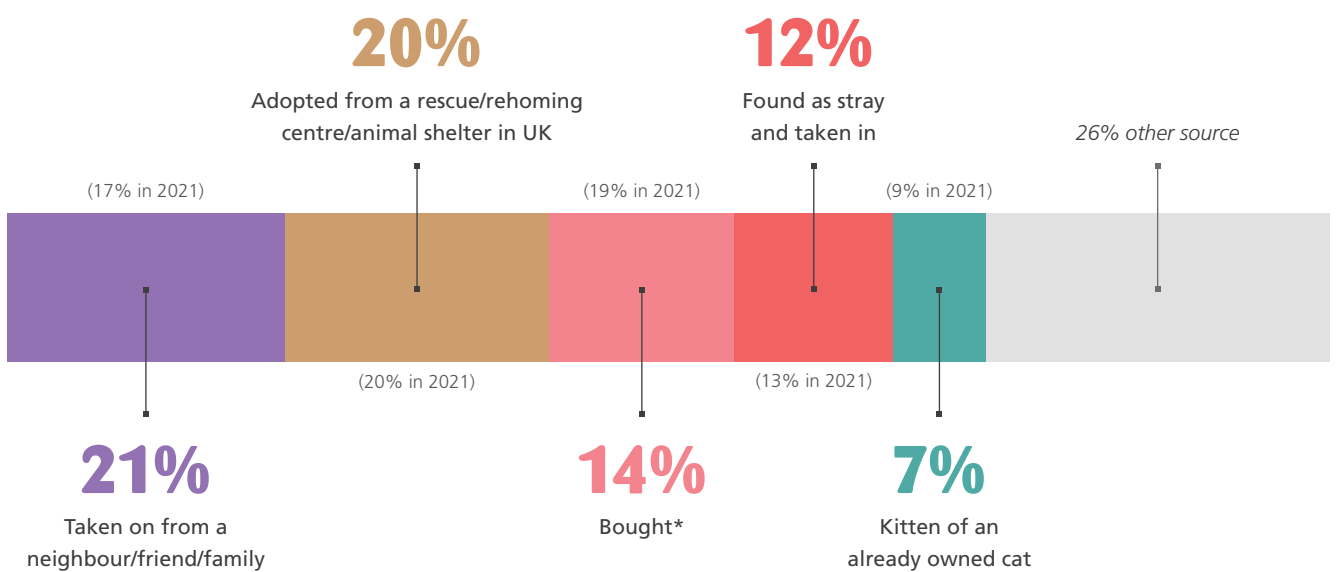 20%
Adopted from a rescue/rehoming
centre/animal shelter in UK
12%
Found as stray
and taken in
26% other source
(17% in 2021)
(19% in 2021)
(9% in 2021)
(20% in 2021)
(13% in 2021)
21%
Taken on from a
neighbour/friend/family
14%
Bought*
7%
Kitten of an
already owned cat